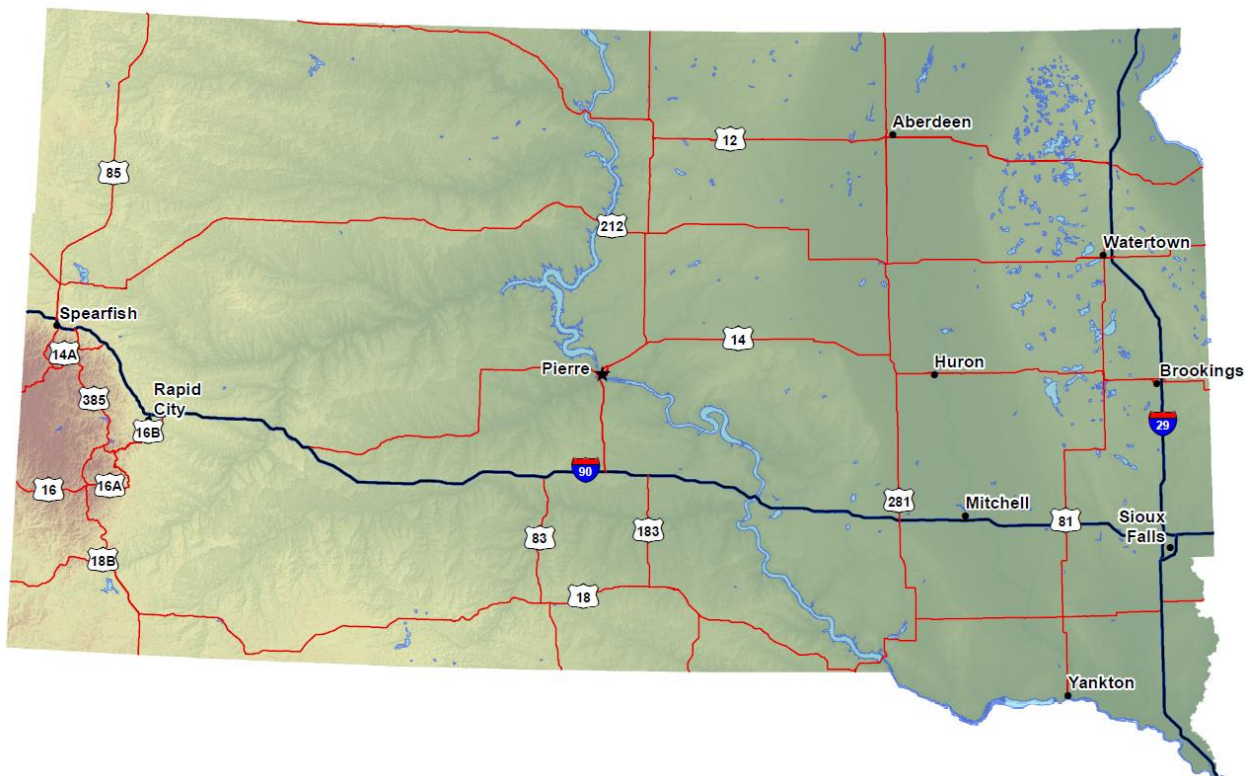 Aberdeen
12
85
212
Watertown
Spearfish
14A
14
Pierre
Huron
Brookings
385
Rapid
City
16B
29
90
16
16A
281
Mitchell
81
Sioux
Falls
83
183
18B
18
Yankton